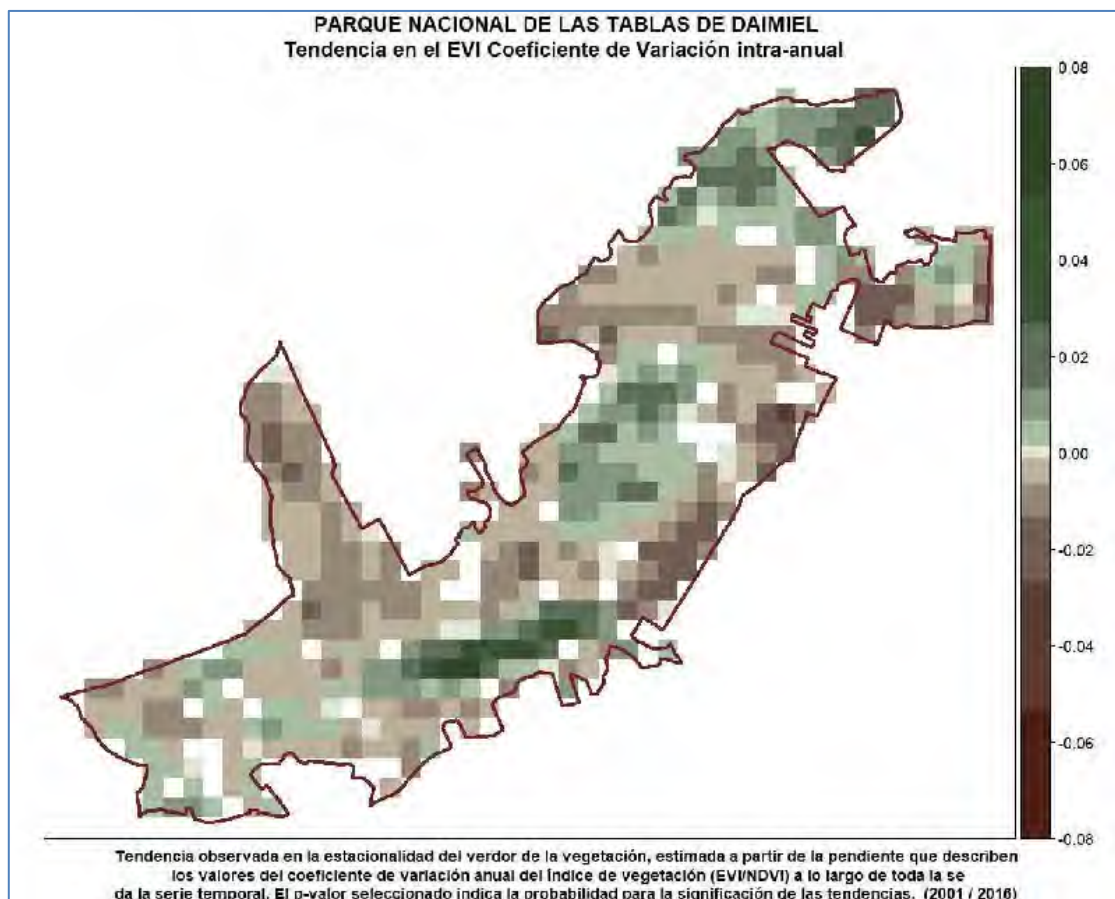 PARQUE NACIONAL DE LAS TABLAS DE DAIMIEL
Tendencia en el EVI Coeficiente de Variación intra-anual
0.08
0.06
0.04
0.02
0.00
-0.02
-0.04
-0.06
-0.08
Tendencia observada en la estacionalidad del verdor de la vegetación, estimada a partir de la pendiente que describen
los valores del coeficiente de variación anual del índice de vegetación (EVI/NDVI) a lo largo de toda la se
da la serie temporal. El p-valor seleccionado indica la probabilidad para la significación de las tendencias. (2001 / 2016)